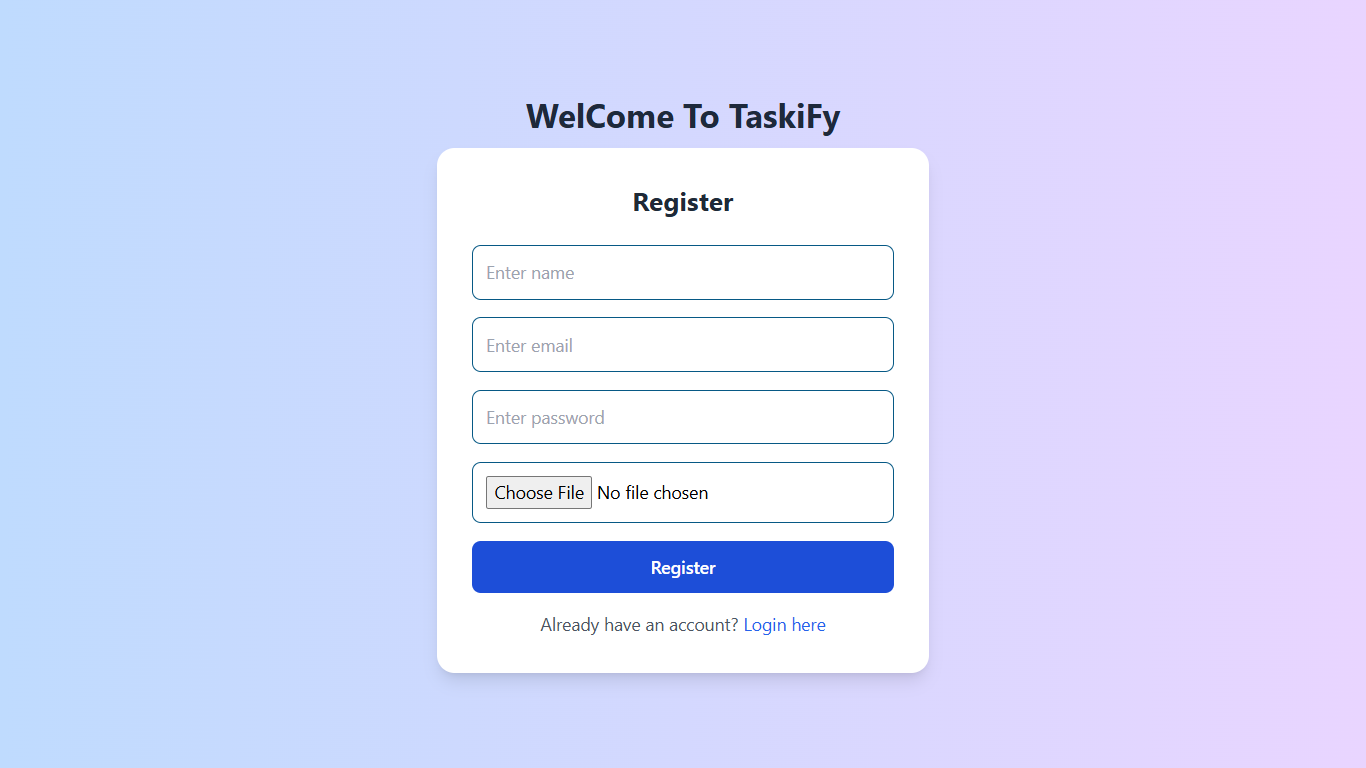 WelCome To TaskiFy
Register
Enter name
Enter email
Enter password
Choose File No file chosen
Register
Already have an account? Login here